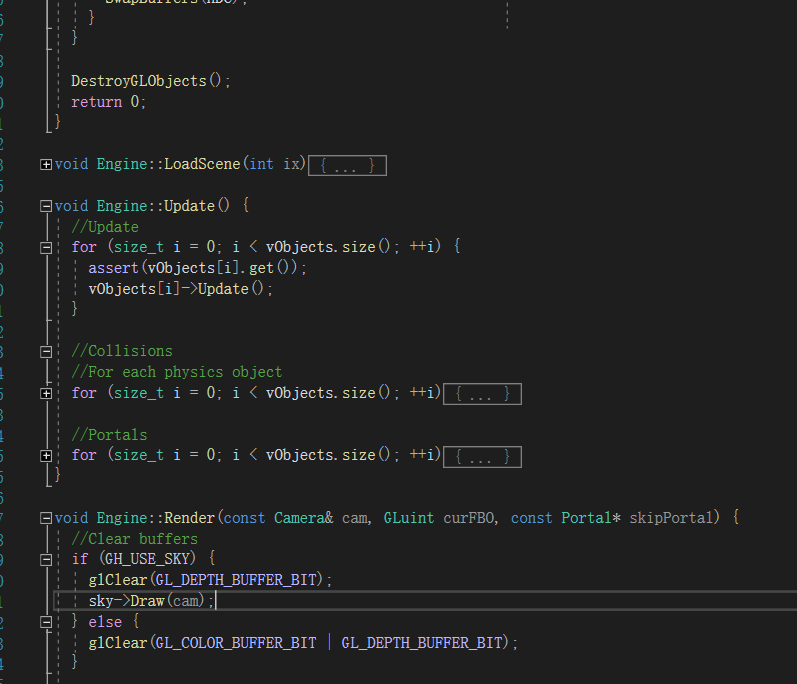 SwapBuffers(hDC);
}
}
DestroyGLObjects();
return 0;
}
void Engine::LoadScene(int ix){ ... }
void Engine::Update() {
//Update
for (size_t i = 0; i < vObjects.size(); ++i) {
assert(vObjects[i].get());
vObjects[i]->Update();
}
//Collisions
//For each physics object
for (size_t i = 0; i < vObjects.size(); ++i){ ... }
//Portals
for (size_t i = 0; i < vObjects.size(); ++i){ ... }
}
void Engine::Render(const Camera& cam, GLuint curFBO, const Portal* skipPortal) {
//Clear buffers
if (GH_USE_SKY) {
glClear(GL_DEPTH_BUFFER_BIT);
sky->Draw(cam);
} else {
glClear(GL_COLOR_BUFFER_BIT | GL_DEPTH_BUFFER_BIT);
}